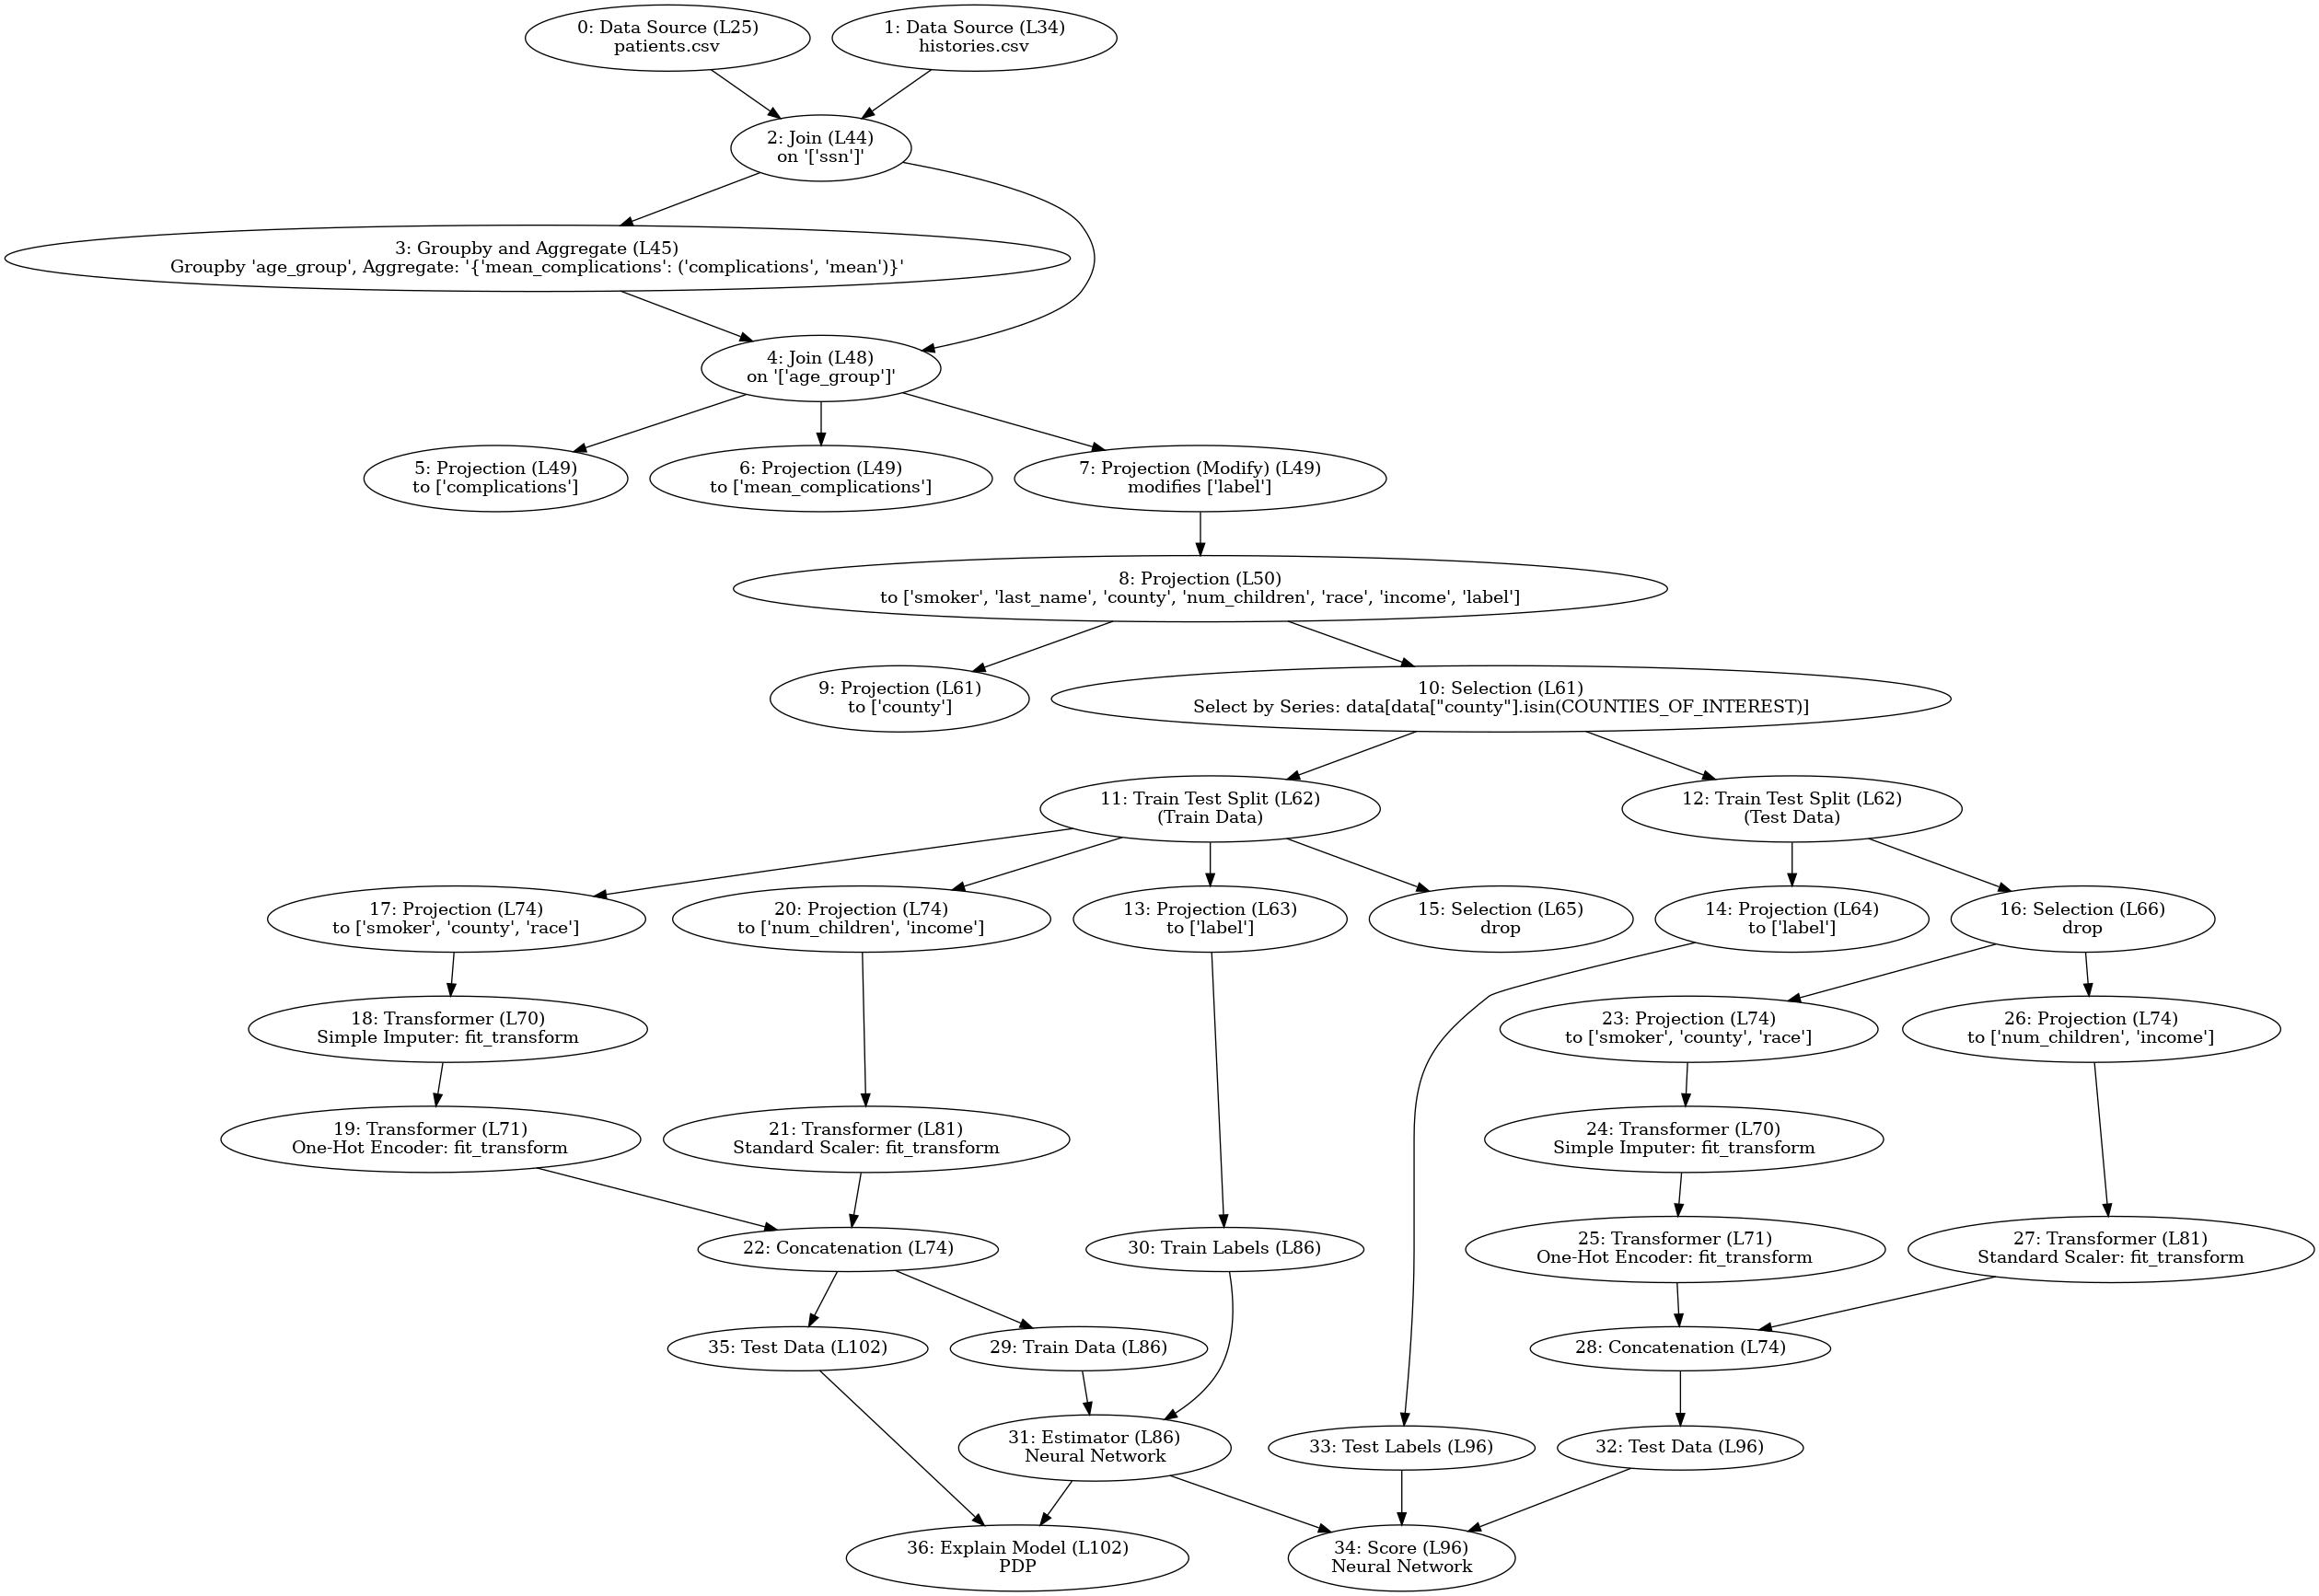 0: Data Source (L25)
patients.csv
1: Data Source (L34)
histories.csv
2: Join (L44)
on '['ssn']'
3: Groupby and Aggregate (L45)
Groupby 'age_group', Aggregate: '{'mean_complications': ('complications', 'mean')}'
4: Join (L48)
on '['age_group']'
5: Projection (L49)
to ['complications']
6: Projection (L49)
to ['mean_complications']
7: Projection (Modify) (L49)
modifies ['label']
8: Projection (L50)
to ['smoker', 'last_name', 'county', 'num_children', 'race', 'income', 'label']
9: Projection (L61)
to ['county']
10: Selection (L61)
Select by Series: data[data["county"].isin(COUNTIES_OF_INTEREST)]
11: Train Test Split (L62)
(Train Data)
12: Train Test Split (L62)
(Test Data)
17: Projection (L74)
to ['smoker', 'county', 'race']
20: Projection (L74)
to ['num_children', 'income']
13: Projection (L63)
to ['label']
15: Selection (L65)
drop
14: Projection (L64)
to ['label']
16: Selection (L66)
drop
18: Transformer (L70)
Simple Imputer: fit_transform
23: Projection (L74)
to ['smoker', 'county', 'race']
26: Projection (L74)
to ['num_children', 'income']
19: Transformer (L71)
One-Hot Encoder: fit_transform
21: Transformer (L81)
Standard Scaler: fit_transform
24: Transformer (L70)
Simple Imputer: fit_transform
22: Concatenation (L74)
30: Train Labels (L86)
25: Transformer (L71)
One-Hot Encoder: fit_transform
27: Transformer (L81)
Standard Scaler: fit_transform
35: Test Data (L102)
29: Train Data (L86)
28: Concatenation (L74)
31: Estimator (L86)
Neural Network
33: Test Labels (L96)
32: Test Data (L96)
36: Explain Model (L102)
PDP
34: Score (L96)
Neural Network